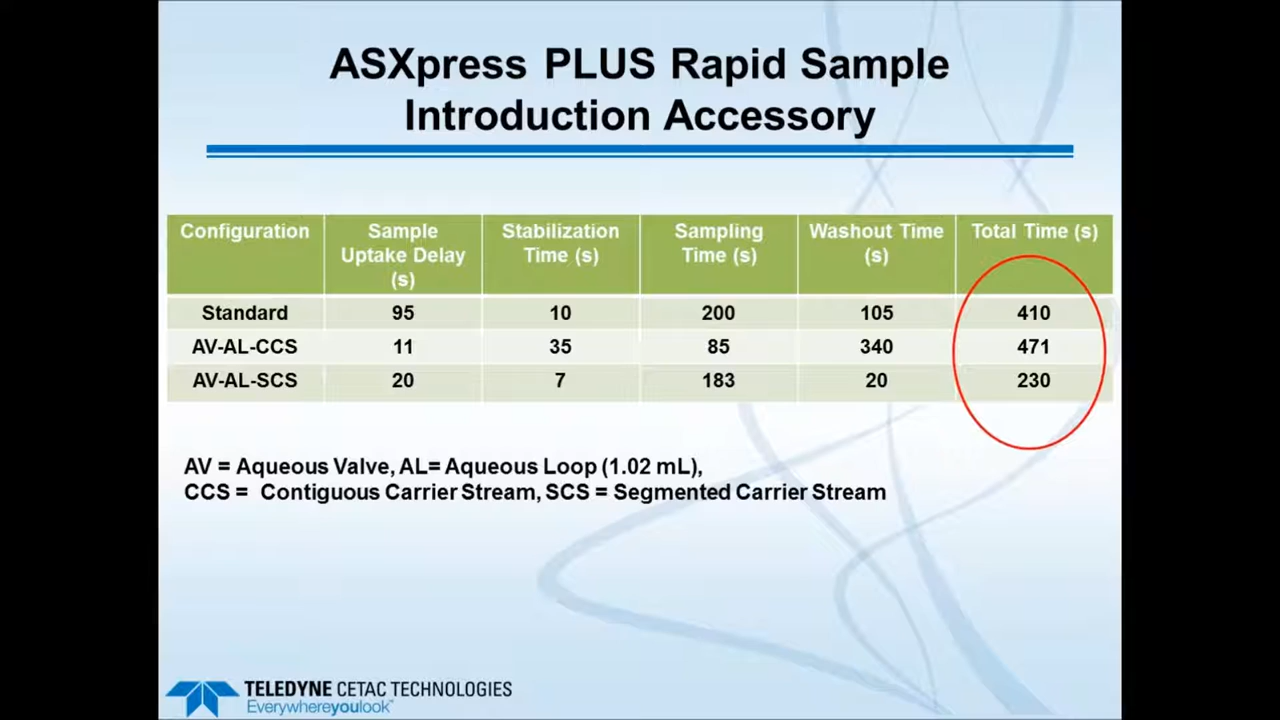 ASXpress PLUS Rapid Sample
Introduction Accessory
Configuration Sample Uptake Delay (s) Stabilization Time (s) Sampling Time (s) Washout Time (s) Total Time (s)
Standard 95 10 200 105 410
AV-AL-CCS 11 35 85 340 471
AV-AL-SCS 20 7 183 20 230
AV = Aqueous Valve, AL= Aqueous Loop (1.02 mL),
CCS = Contiguous Carrier Stream, SCS = Segmented Carrier Stream
TELEDYNE CETAC TECHNOLOGIES
Everywhereyoulook™